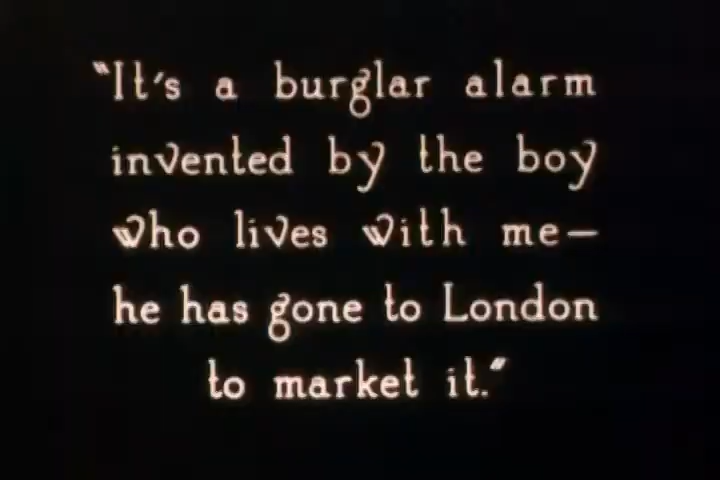 "It's a burglar alarm
invented by the boy
who lives with me—
he has gone to London
to market it."